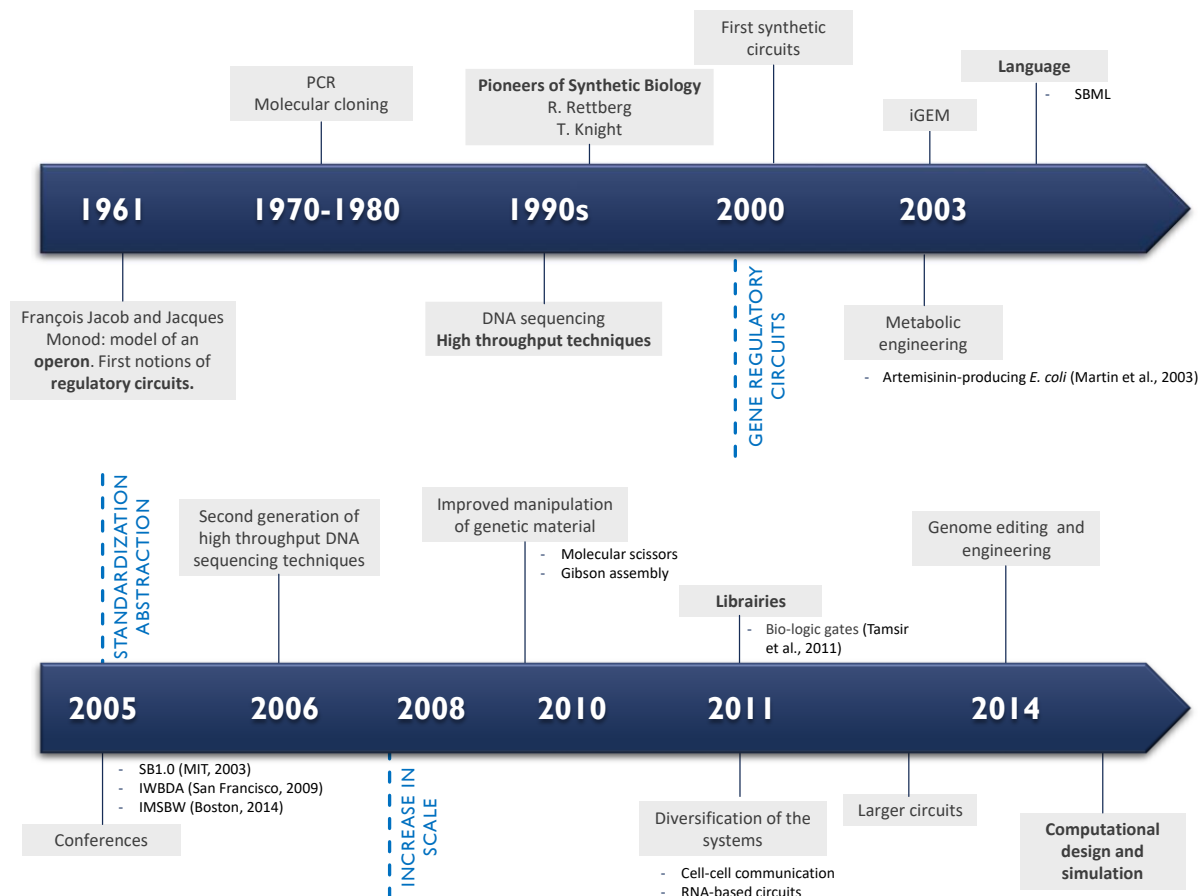 First synthetic
circuits
PCR
Molecular cloning
Pioneers of Synthetic Biology
R. Rettberg
T. Knight
Language
- SBML
iGEM
1961
1970-1980
1990s
2000
2003
François Jacob and Jacques
Monod: model of an
operon. First notions of
regulatory circuits.
DNA sequencing
High throughput techniques
GENE REGULATORY
CIRCUITS
Metabolic
engineering
- Artemisinin-producing E. coli (Martin et al., 2003)
STANDARDIZATION
ABSTRACTION
Second generation of
high throughput DNA
sequencing techniques
Improved manipulation
of genetic material
- Molecular scissors
- Gibson assembly
Librairies
- Bio-logic gates (Tamsir
et al., 2011)
Genome editing and
engineering
2005
2006
2008
2010
2011
2014
- SB1.0 (MIT, 2003)
- IWBDA (San Francisco, 2009)
- IMSBW (Boston, 2014)
Conferences
INCREASE IN
SCALE
Diversification of the
systems
- Cell-cell communication
- RNA-based circuits
Larger circuits
Computational
design and
simulation